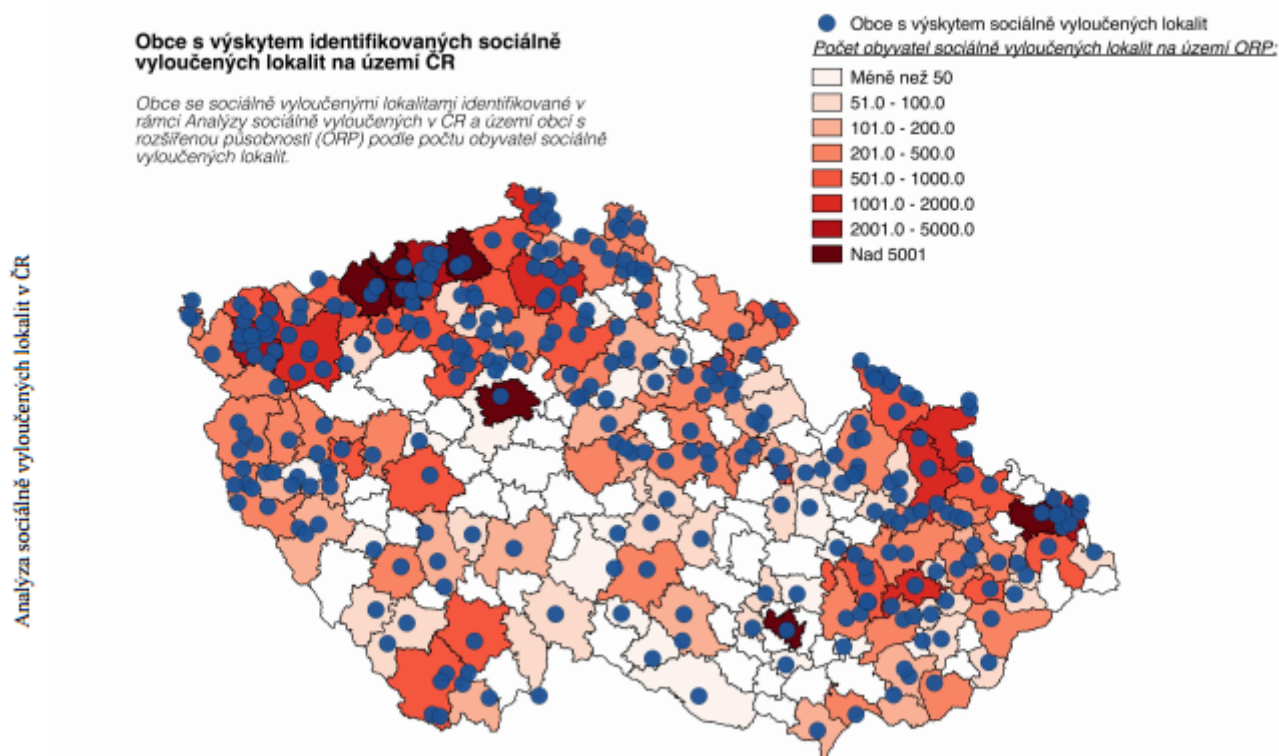 Obce s výskytem identifikovaných sociálně
vyloučených lokalit na území ČR
Obce se sociálně vyloučenými lokalitami identifikované v
rámci Analýzy sociálně vyloučených v ČR a území obcí s
rozšířenou působností (ORP) podle počtu obyvatel sociálně
vyloučených lokalit.
Obce s výskytem sociálně vyloučených lokalit
Počet obyvatel sociálně vyloučených lokalit na území ORP:
Méně než 50
51.0 - 100.0
101.0 - 200.0
201.0 - 500.0
501.0 - 1000.0
1001.0 - 2000.0
2001.0 - 5000.0
Nad 5001
Analýza sociálně vyloučených lokalit v ČR